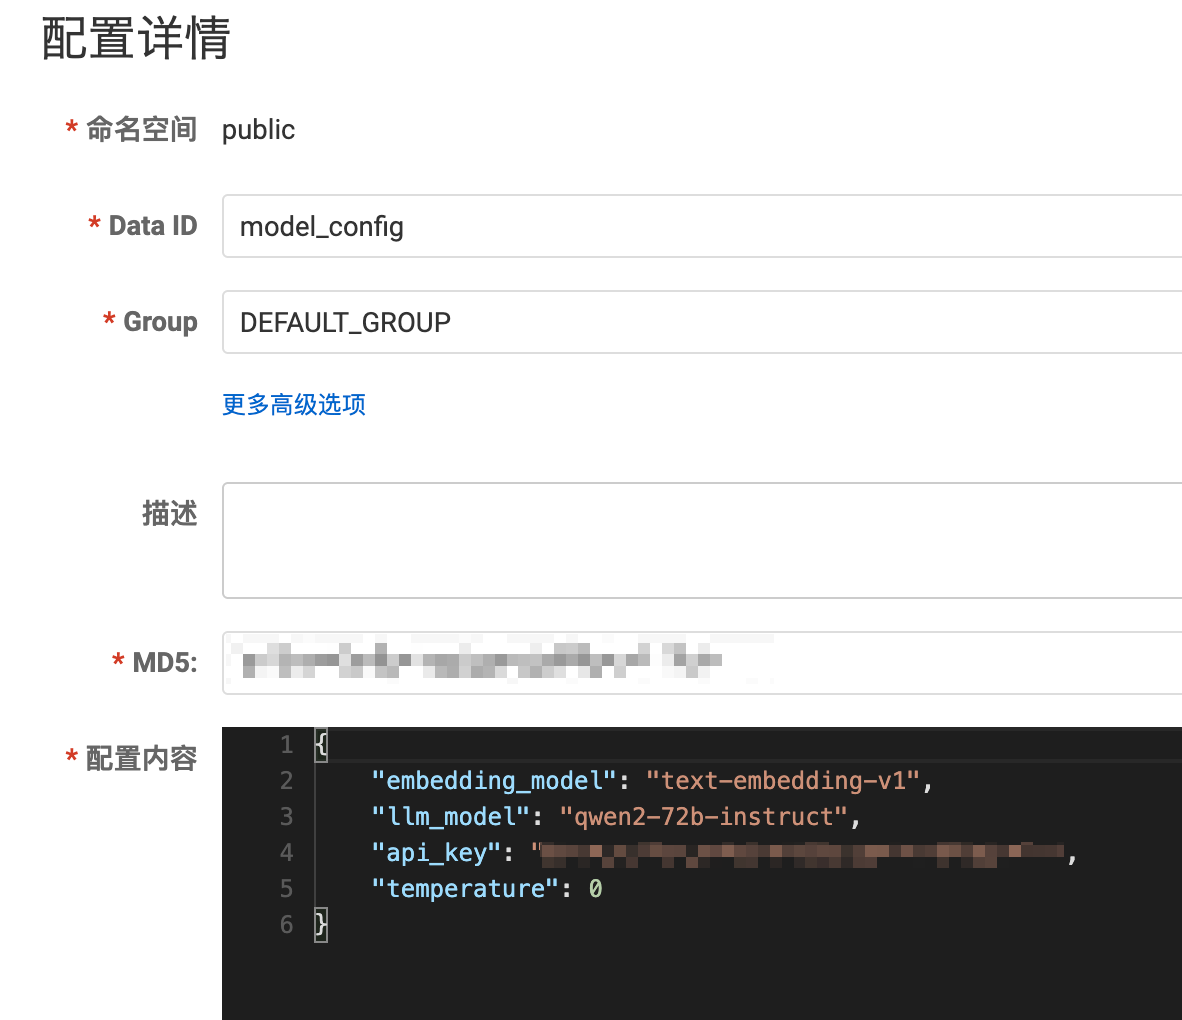 配置详情
* 命名空间 public
* Data ID model_config
* Group DEFAULT_GROUP
更多高级选项
描述
* MD5:
* 配置内容
1 {
2 "embedding_model": "text-embedding-v1",
3 "llm_model": "qwen2-72b-instruct",
4 "api_key": " ,
5 "temperature": 0
6 }